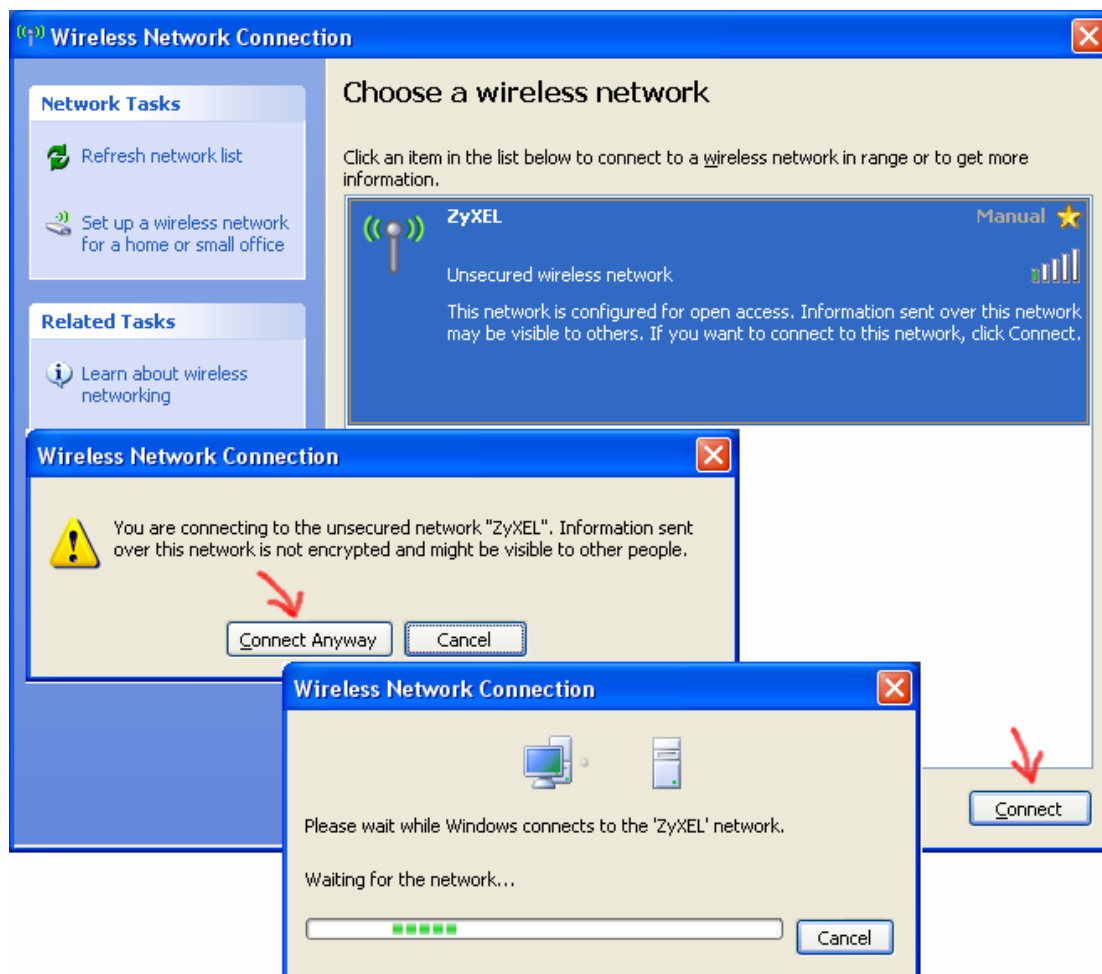 Wireless Network Connection
Network Tasks
Refresh network list
Set up a wireless network
for a home or small office
Related Tasks
Learn about wireless
networking
Choose a wireless network
Click an item in the list below to connect to a wireless network in range or to get more
information.
ZyXEL
Manual
Unsecured wireless network
This network is configured for open access. Information sent over this network
may be visible to others. If you want to connect to this network, click Connect.
Wireless Network Connection
You are connecting to the unsecured network "ZyXEL". Information sent
over this network is not encrypted and might be visible to other people.
Connect Anyway
Cancel
Wireless Network Connection
Please wait while Windows connects to the 'ZyXEL' network.
Waiting for the network...
Cancel
Connect